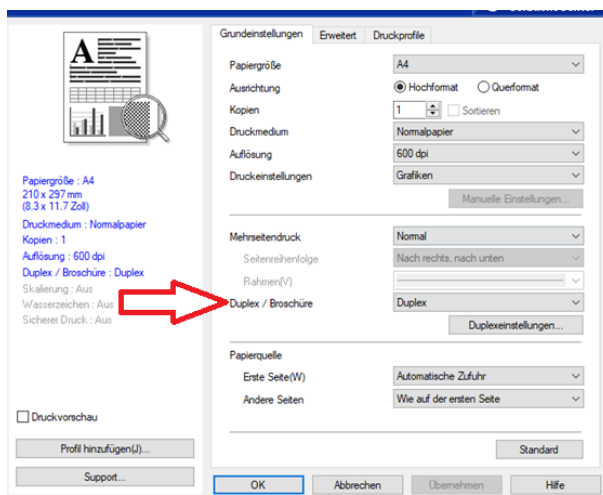 Grundeinstellungen Erweitert Druckprofile
Papiergröße A4
Ausrichtung Hochformat Querformat
Kopien 1 Sortieren
Druckmedium Normalpapier
Auflösung 600 dpi
Druckeinstellungen Grafiken
Manuelle Einstellungen...
Mehrseitendruck Normal
Seitenreihenfolge Nach rechts, nach unten
Rahmen(V)
Duplex / Broschüre Duplex
Duplexeinstellungen...
Papierquelle
Erste Seite(W) Automatische Zufuhr
Andere Seiten Wie auf der ersten Seite
Standard
OK Abbrechen Übernehmen Hilfe
A
Papiergröße : A4
210 x 297 mm
(8.3 x 11.7 Zoll)
Druckmedium : Normalpapier
Kopien : 1
Auflösung : 600 dpi
Duplex / Broschüre : Duplex
Skalierung : Aus
Wasserzeichen : Aus
Sicherer Druck : Aus
Druckvorschau
Profil hinzufügen(J)...
Support...